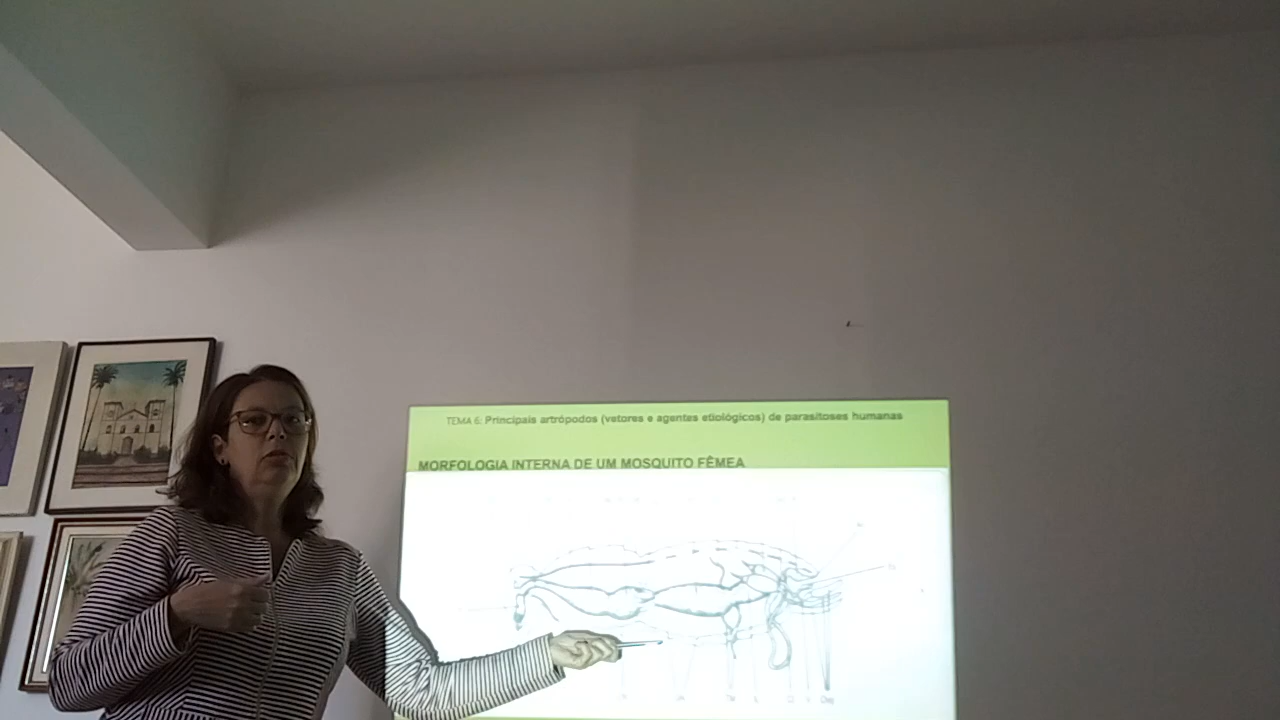 TEMA 6: Principais artrópodos (vetores e agentes etiológicos) de parasitoses humanas
MORFOLOGIA INTERNA DE UM MOSQUITO FÊMEA